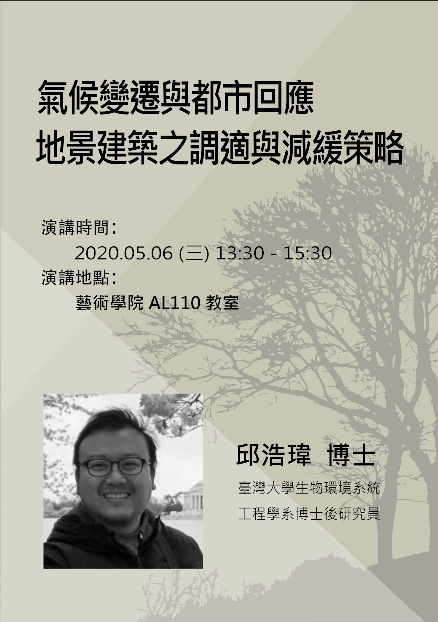 氣候變遷與都市回應
地景建築之調適與減緩策略
演講時間：
2020.05.06 (三) 13:30 - 15:30
演講地點：
藝術學院 AL110 教室
邱浩瑋 博士
臺灣大學生物環境系統
工程學系博士後研究員